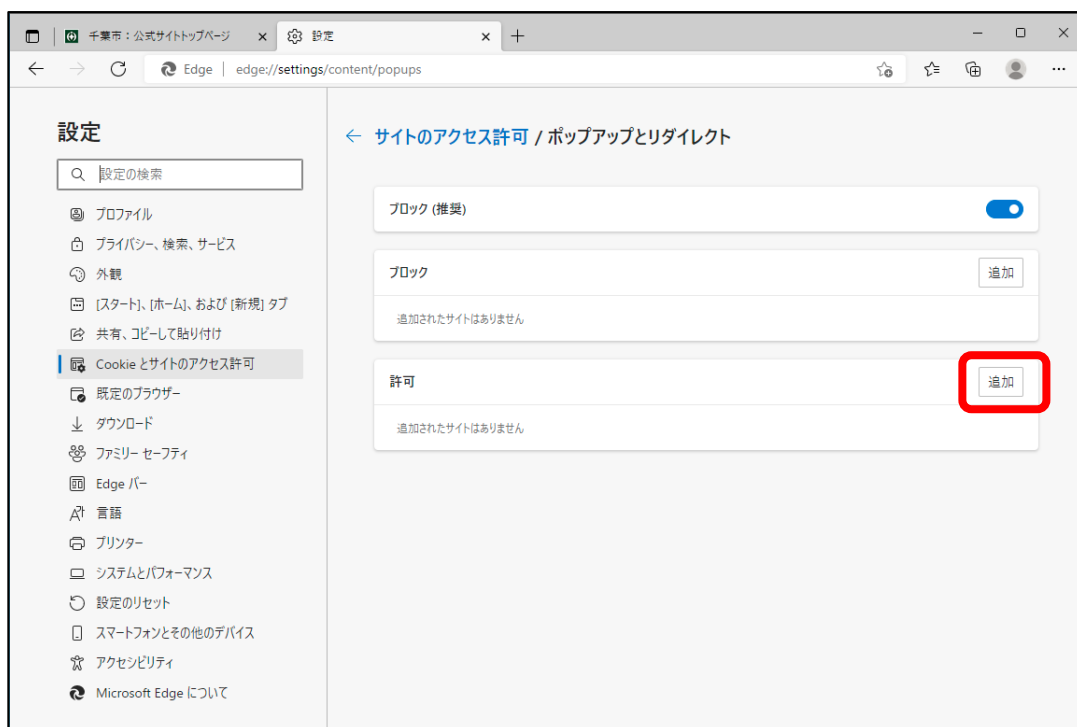 千葉市：公式サイトトップページ
設定
Edge
edge://settings/content/popups
設定
設定の検索
プロファイル
プライバシー、検索、サービス
外観
[スタート]、[ホーム]、および [新規] タブ
共有、コピーして貼り付け
Cookie とサイトのアクセス許可
既定のブラウザー
ダウンロード
ファミリー セーフティ
Edge バー
言語
プリンター
システムとパフォーマンス
設定のリセット
スマートフォンとその他のデバイス
アクセシビリティ
Microsoft Edge について
サイトのアクセス許可 / ポップアップとリダイレクト
ブロック (推奨)
ブロック
追加
追加されたサイトはありません
許可
追加
追加されたサイトはありません